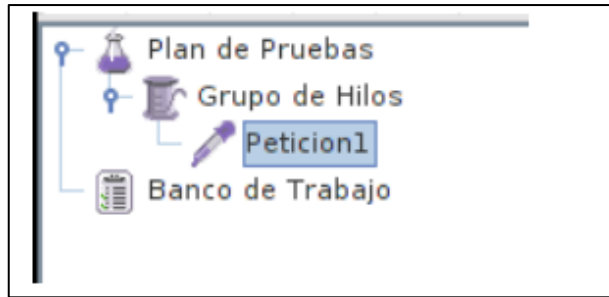 Plan de Pruebas
Grupo de Hilos
Peticion1
Banco de Trabajo